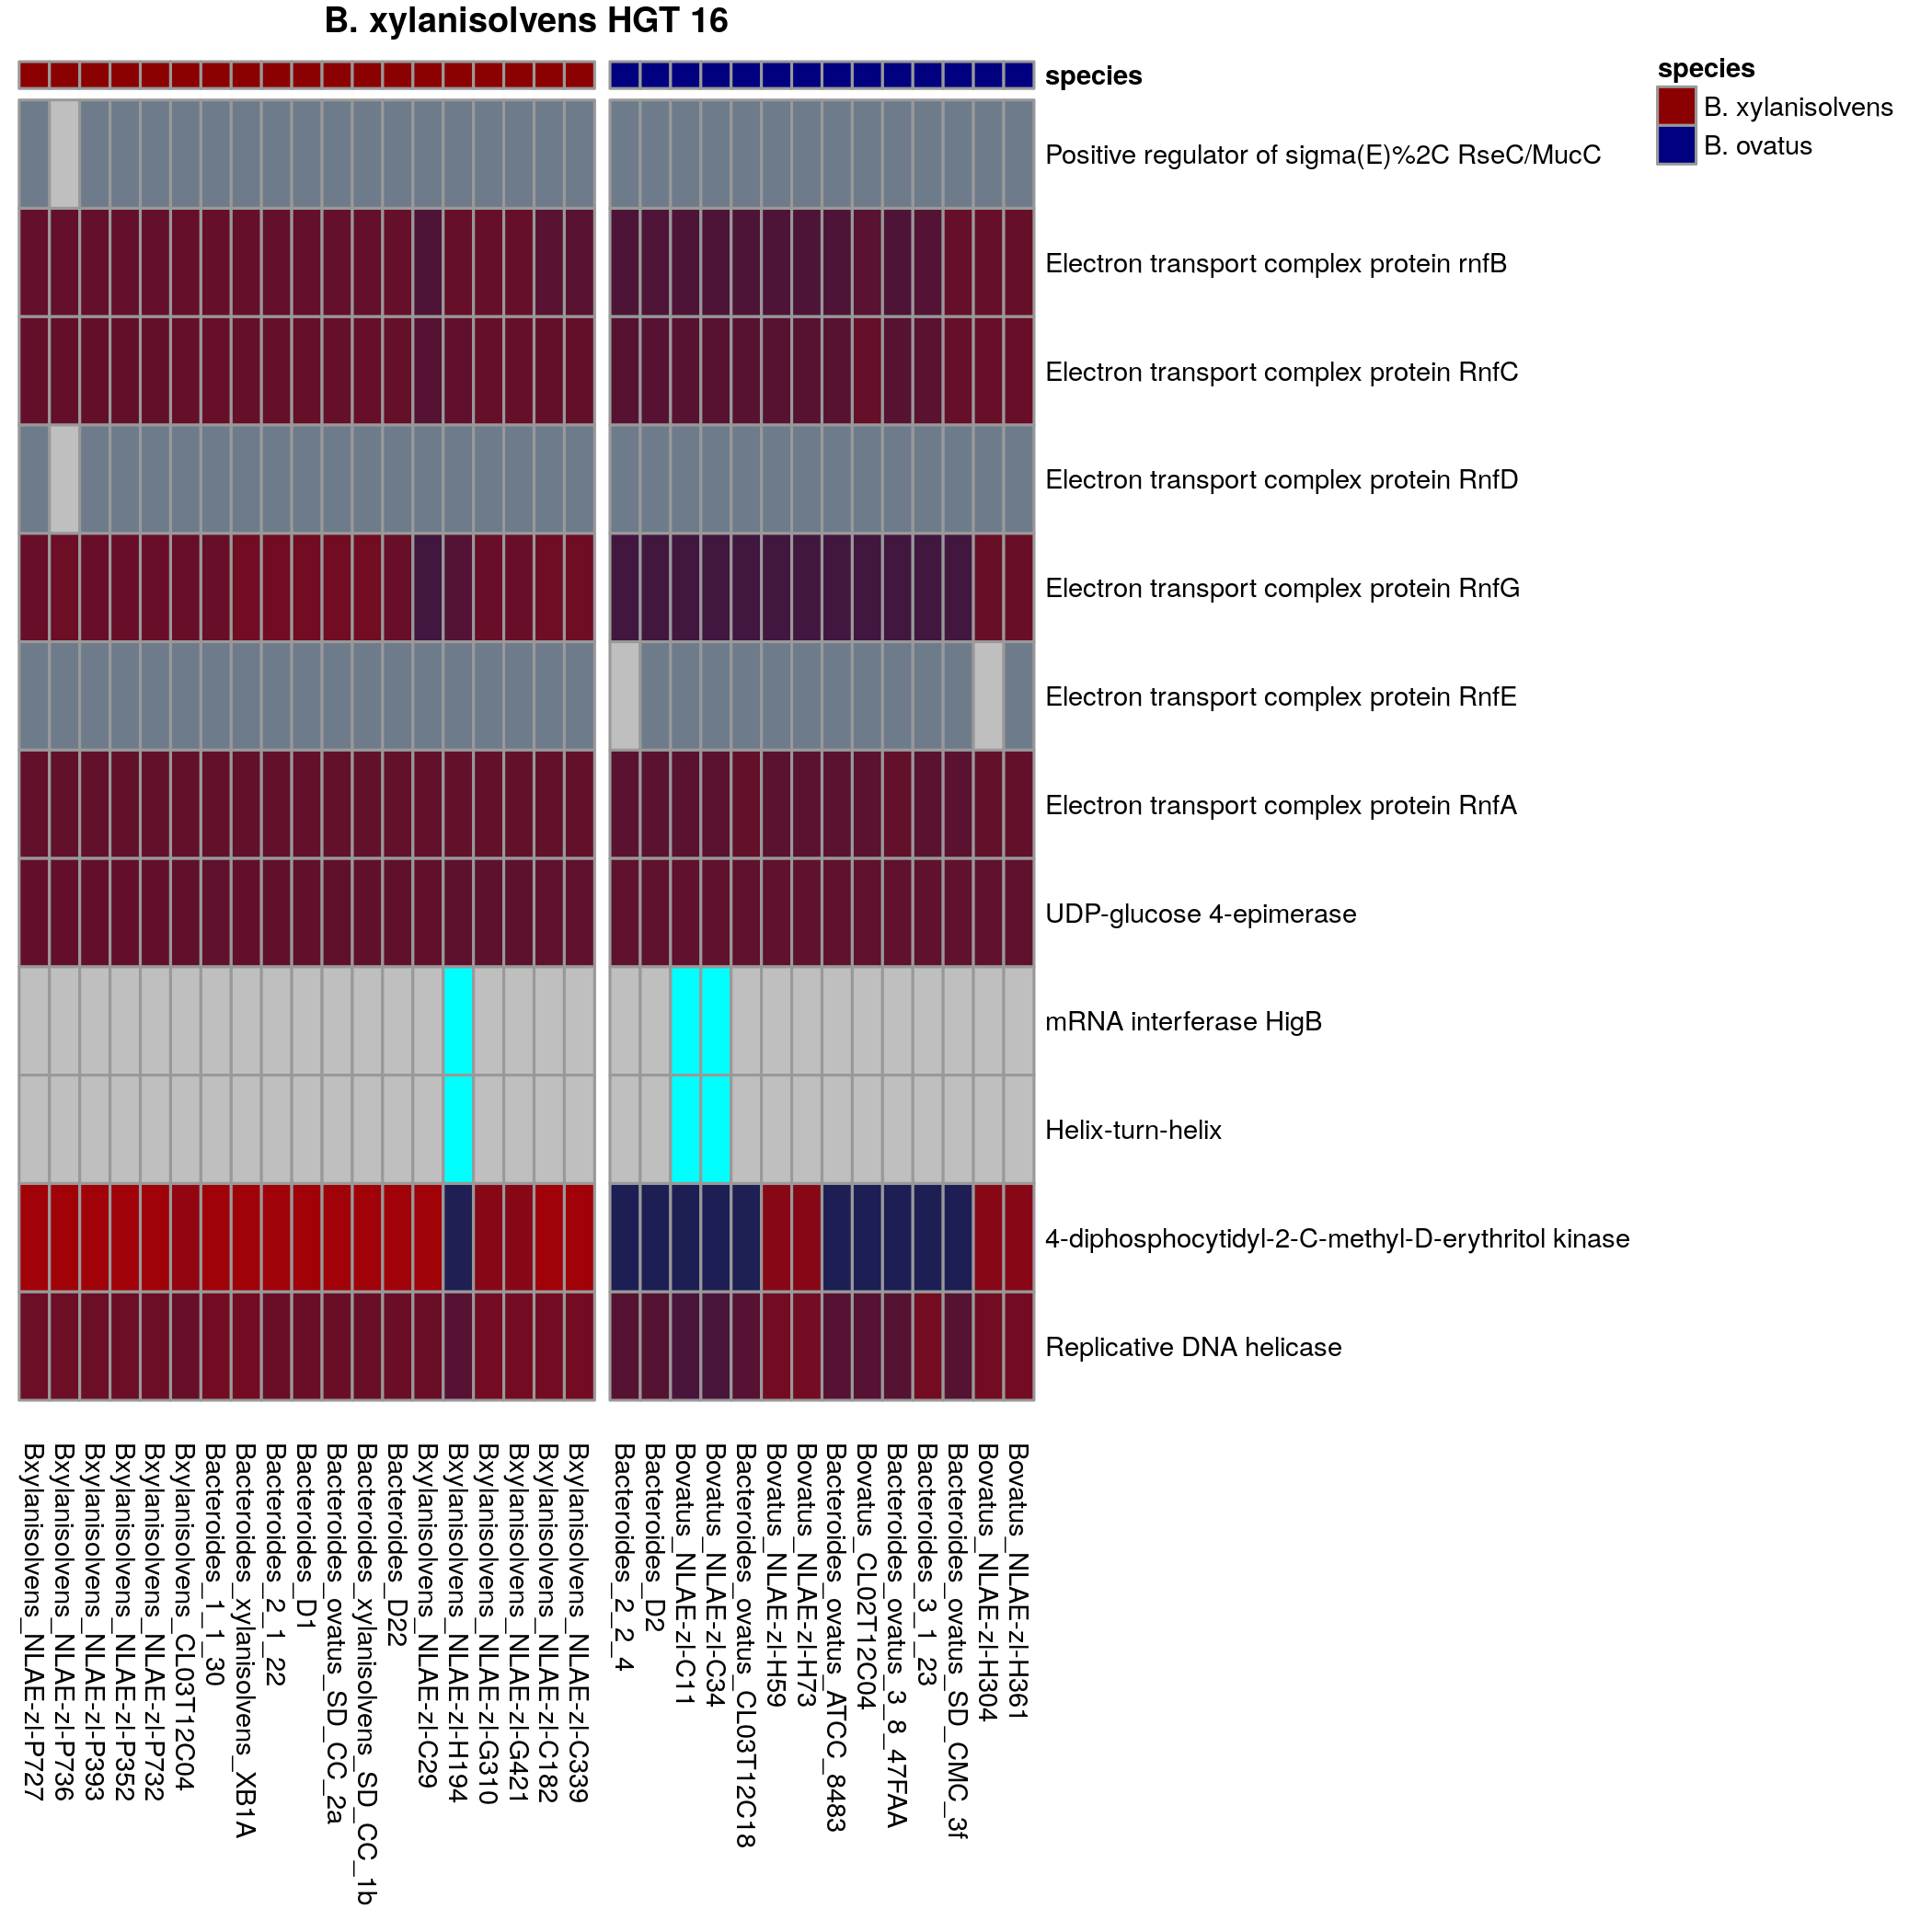 B. xylanisolvens HGT 16
species
species
B. xylanisolvens
B. ovatus
Positive regulator of sigma(E)%2C RseC/MucC
Electron transport complex protein rnfB
Electron transport complex protein RnfC
Electron transport complex protein RnfD
Electron transport complex protein RnfG
Electron transport complex protein RnfE
Electron transport complex protein RnfA
UDP-glucose 4-epimerase
mRNA interferase HigB
Helix-turn-helix
4-diphosphocytidyl-2-C-methyl-D-erythritol kinase
Replicative DNA helicase
Bxylanisolvens_NLAE-zl-P727
Bxylanisolvens_NLAE-zl-P736
Bxylanisolvens_NLAE-zl-P393
Bxylanisolvens_NLAE-zl-P352
Bxylanisolvens_NLAE-zl-P732
Bxylanisolvens_CL03T12C04
Bacteroides_1_1_30
Bacteroides_xylanisolvens_XB1A
Bacteroides_2_1_22
Bacteroides_D1
Bacteroides_ovatus_SD_CC_2a
Bacteroides_xylanisolvens_SD_CC_1b
Bacteroides_D22
Bxylanisolvens_NLAE-zl-C29
Bxylanisolvens_NLAE-zl-H194
Bxylanisolvens_NLAE-zl-G310
Bxylanisolvens_NLAE-zl-G421
Bxylanisolvens_NLAE-zl-C182
Bxylanisolvens_NLAE-zl-C339
Bacteroides_2_2_4
Bacteroides_D2
Bovatus_NLAE-zl-C11
Bovatus_NLAE-zl-C34
Bacteroides_ovatus_CL03T12C18
Bovatus_NLAE-zl-H59
Bovatus_NLAE-zl-H73
Bacteroides_ovatus_ATCC_8483
Bovatus_CL02T12C04
Bacteroides_ovatus_3_8_47FAA
Bacteroides_3_1_23
Bacteroides_ovatus_SD_CMC_3f
Bovatus_NLAE-zl-H304
Bovatus_NLAE-zl-H361